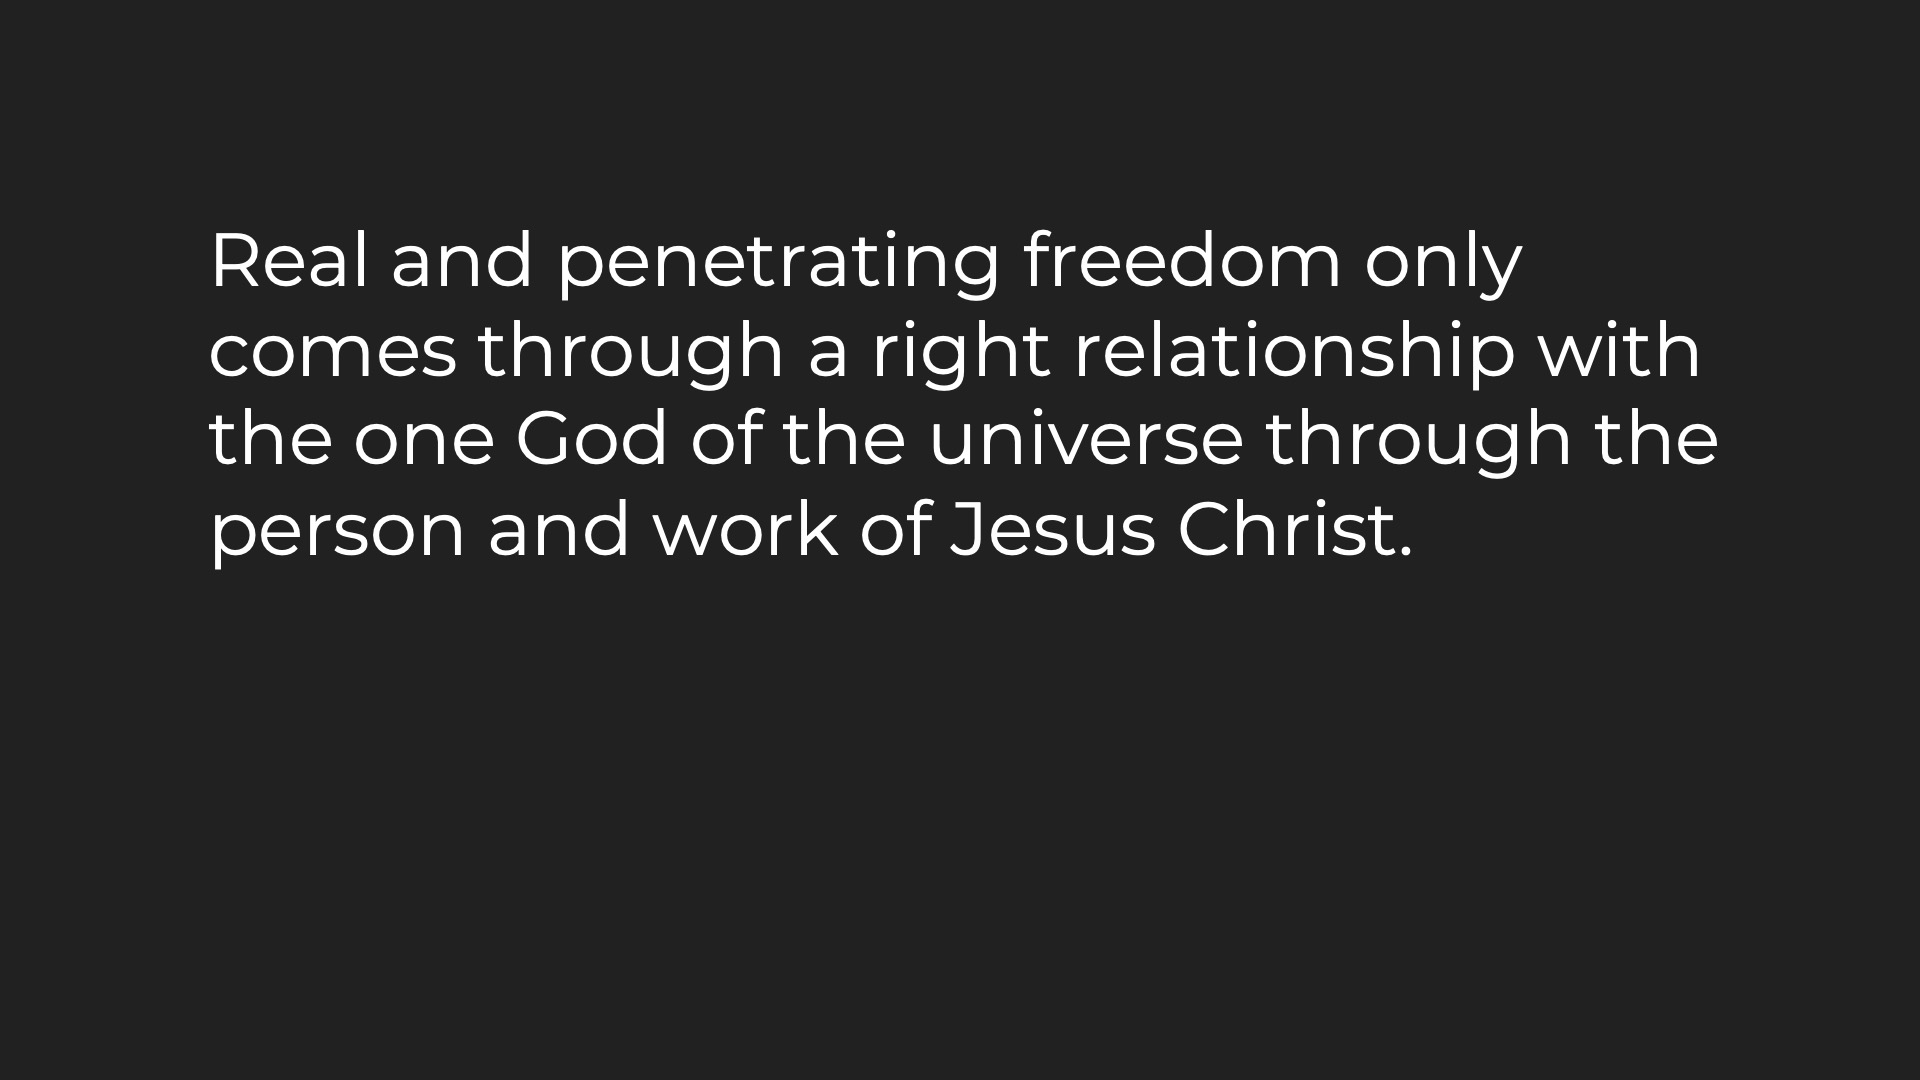 Real and penetrating freedom only
comes through a right relationship with
the one God of the universe through the
person and work of Jesus Christ.